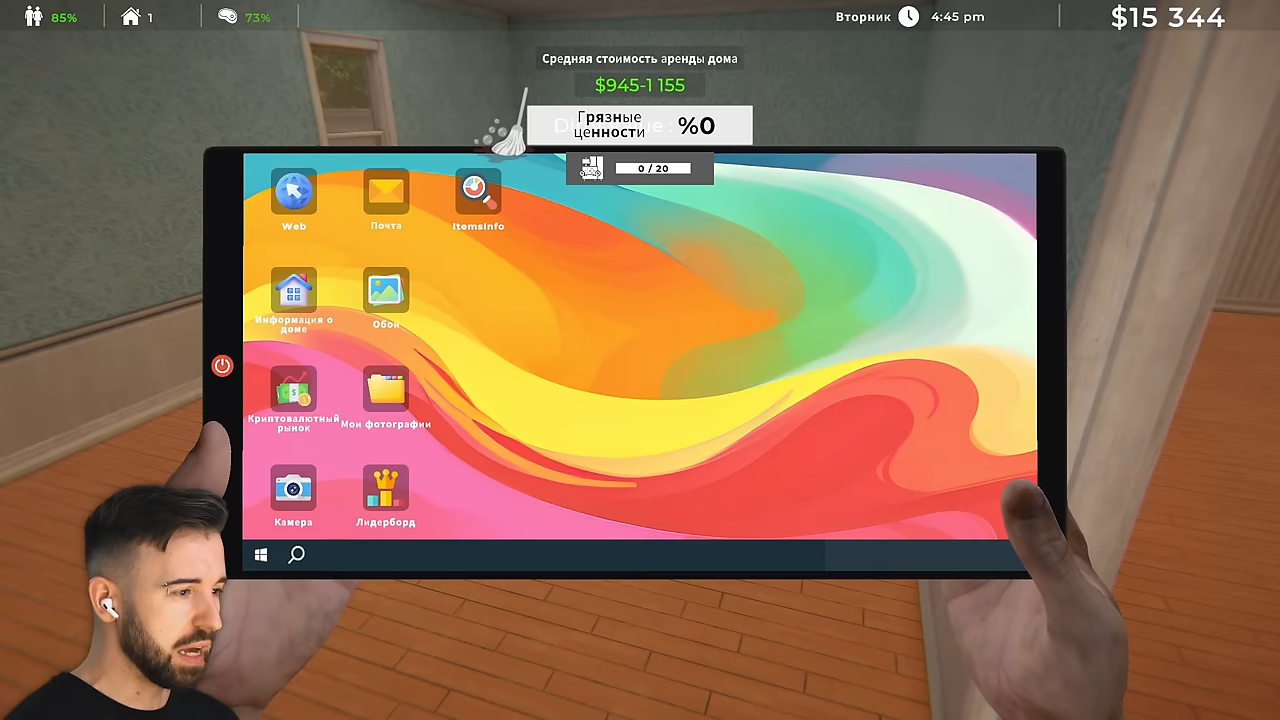 85%
1
73%
Вторник
4:45 pm
$15 344
Средняя стоимость аренды дома
$945-1 155
Грязные
ценности
%0
0 / 20
Web
Почта
ItemsInfo
Информация о
доме
Обои
Криптовалютный
рынок
Мои фотографии
Камера
Лидерборд